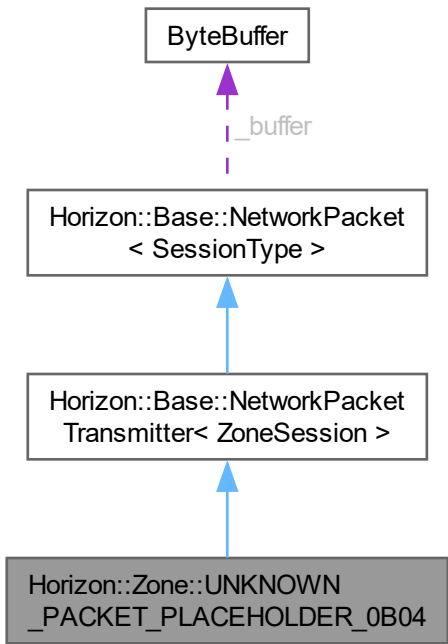 ByteBuffer
_buffer
Horizon::Base::NetworkPacket
< SessionType >
Horizon::Base::NetworkPacket
Transmitter< ZoneSession >
Horizon::Zone::UNKNOWN
_PACKET_PLACEHOLDER_0B04